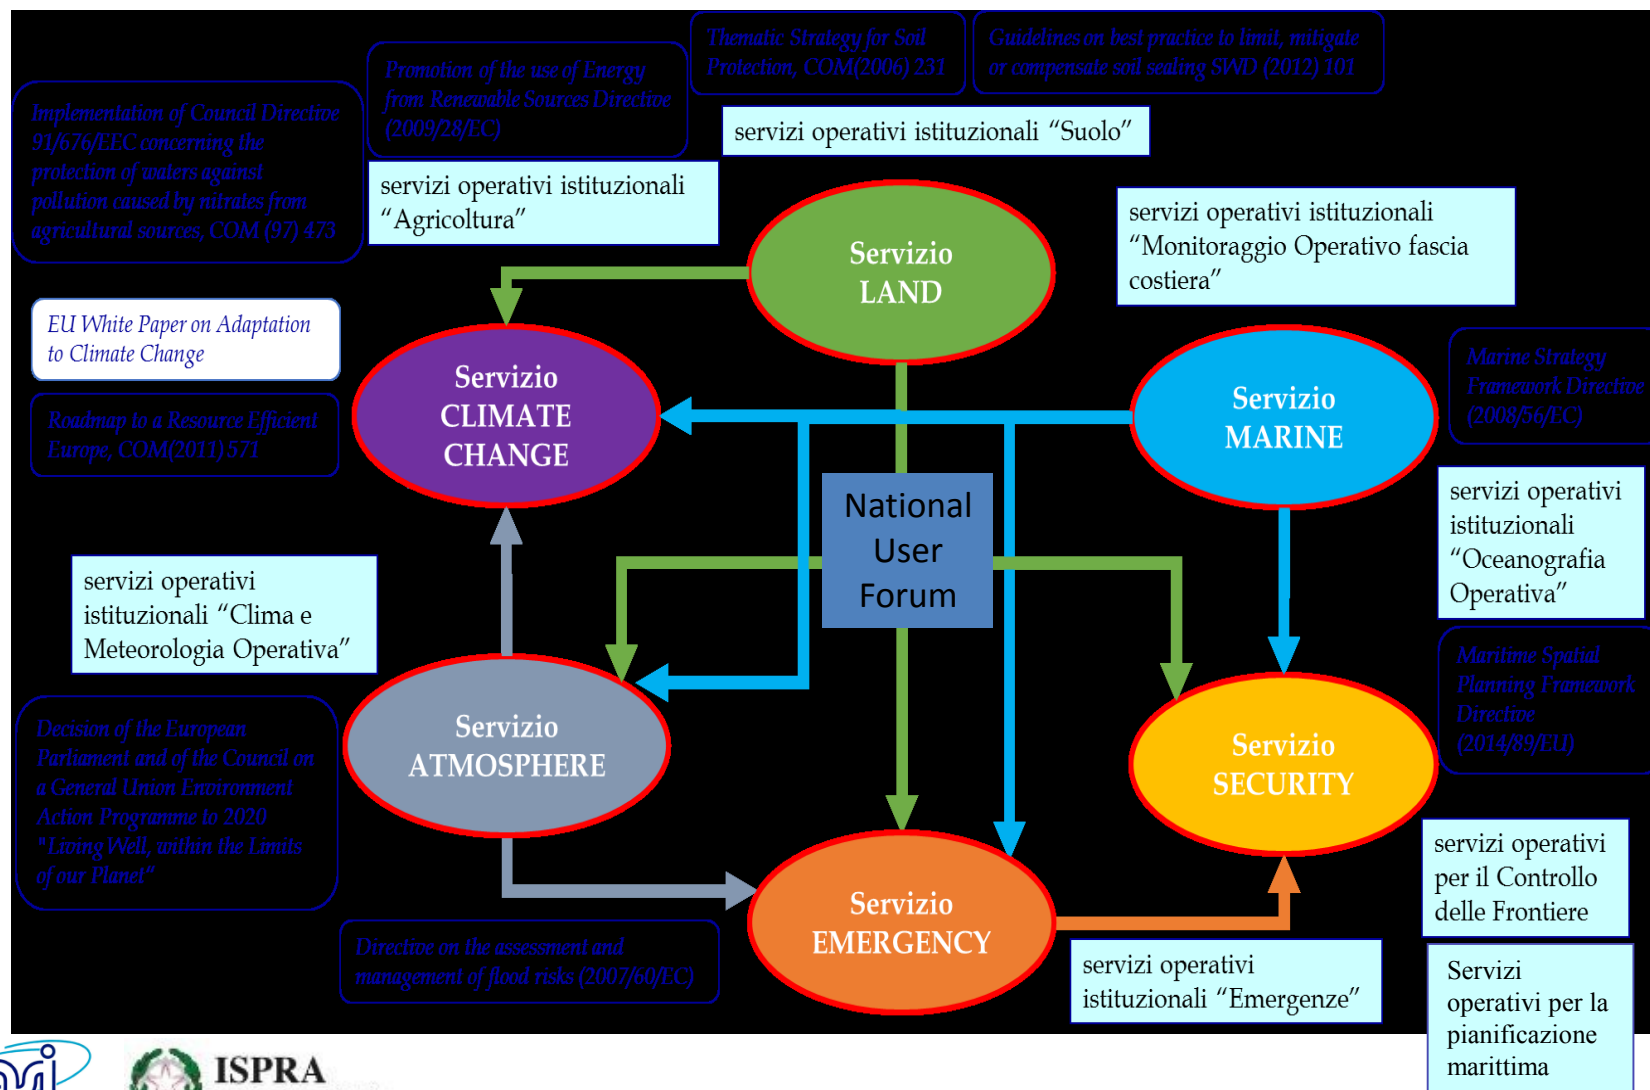 Thematic Strategy for Soil
Protection, COM(2006) 231
Guidelines on best practice to limit, mitigate
or compensate soil sealing SWD (2012) 101
Promotion of the use of Energy
from Renewable Sources Directive
(2009/28/EC)
Implementation of Council Directive
91/676/EEC concerning the
protection of waters against
pollution caused by nitrates from
agricultural sources, COM (97) 473
servizi operativi istituzionali “Suolo”
servizi operativi istituzionali
“Agricoltura”
servizi operativi istituzionali
“Monitoraggio Operativo fascia
costiera”
Servizio
LAND
EU White Paper on Adaptation
to Climate Change
Roadmap to a Resource Efficient
Europe, COM(2011) 571
Servizio
CLIMATE
CHANGE
Servizio
MARINE
Marine Strategy
Framework Directive
(2008/56/EC)
National
User
Forum
servizi operativi
istituzionali
“Oceanografia
Operativa”
servizi operativi
istituzionali “Clima e
Meteorologia Operativa”
Maritime Spatial
Planning Framework
Directive
(2014/89/EU)
Decision of the European
Parliament and of the Council on
a General Union Environment
Action Programme to 2020
"Living Well, within the Limits
of our Planet"
Servizio
ATMOSPHERE
Servizio
SECURITY
servizi operativi
per il Controllo
delle Frontiere
Servizio
EMERGENCY
Directive on the assessment and
management of flood risks (2007/60/EC)
servizi operativi
istituzionali “Emergenze”
Servizi
operativi per la
pianificazione
marittima
ISPRA